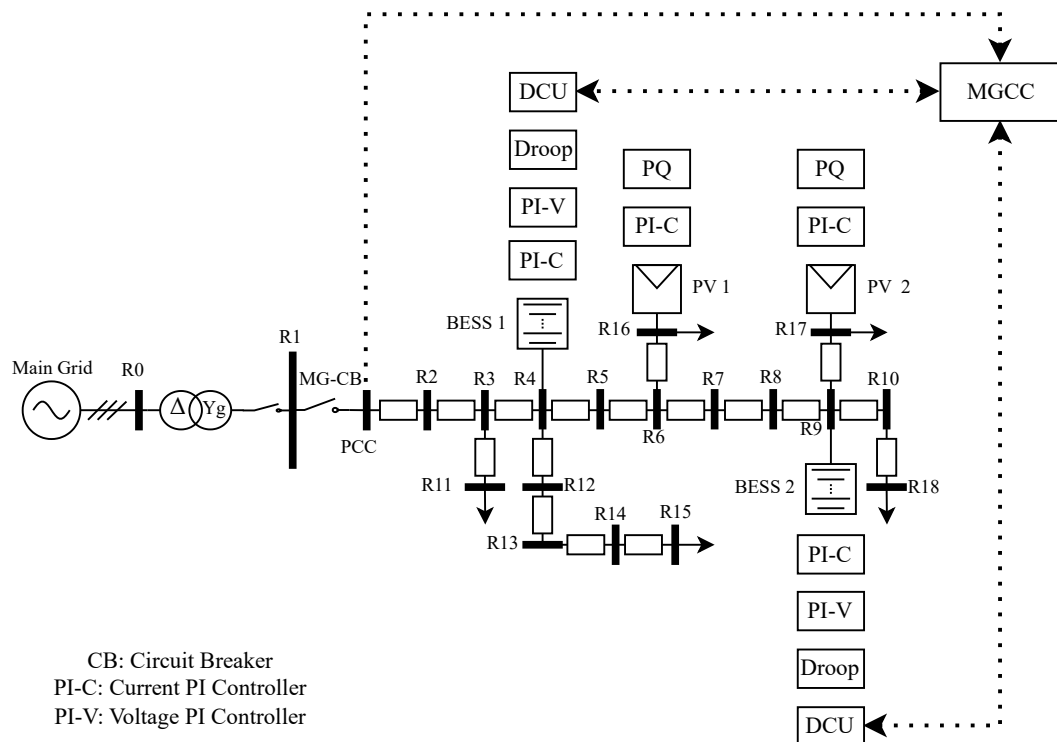 DCU
MGCC
Droop
PQ
PQ
PI-V
PI-C
PI-C
PI-C
PV 1
PV 2
BESS 1
R16
R17
R1
Main Grid
R0
MG-CB
R2
R3
R4
R5
R7
R8
R10
Δ
Yg
R6
R9
PCC
R11
R12
BESS 2
R18
R13
R14
R15
PI-C
PI-V
Droop
DCU
CB: Circuit Breaker
PI-C: Current PI Controller
PI-V: Voltage PI Controller